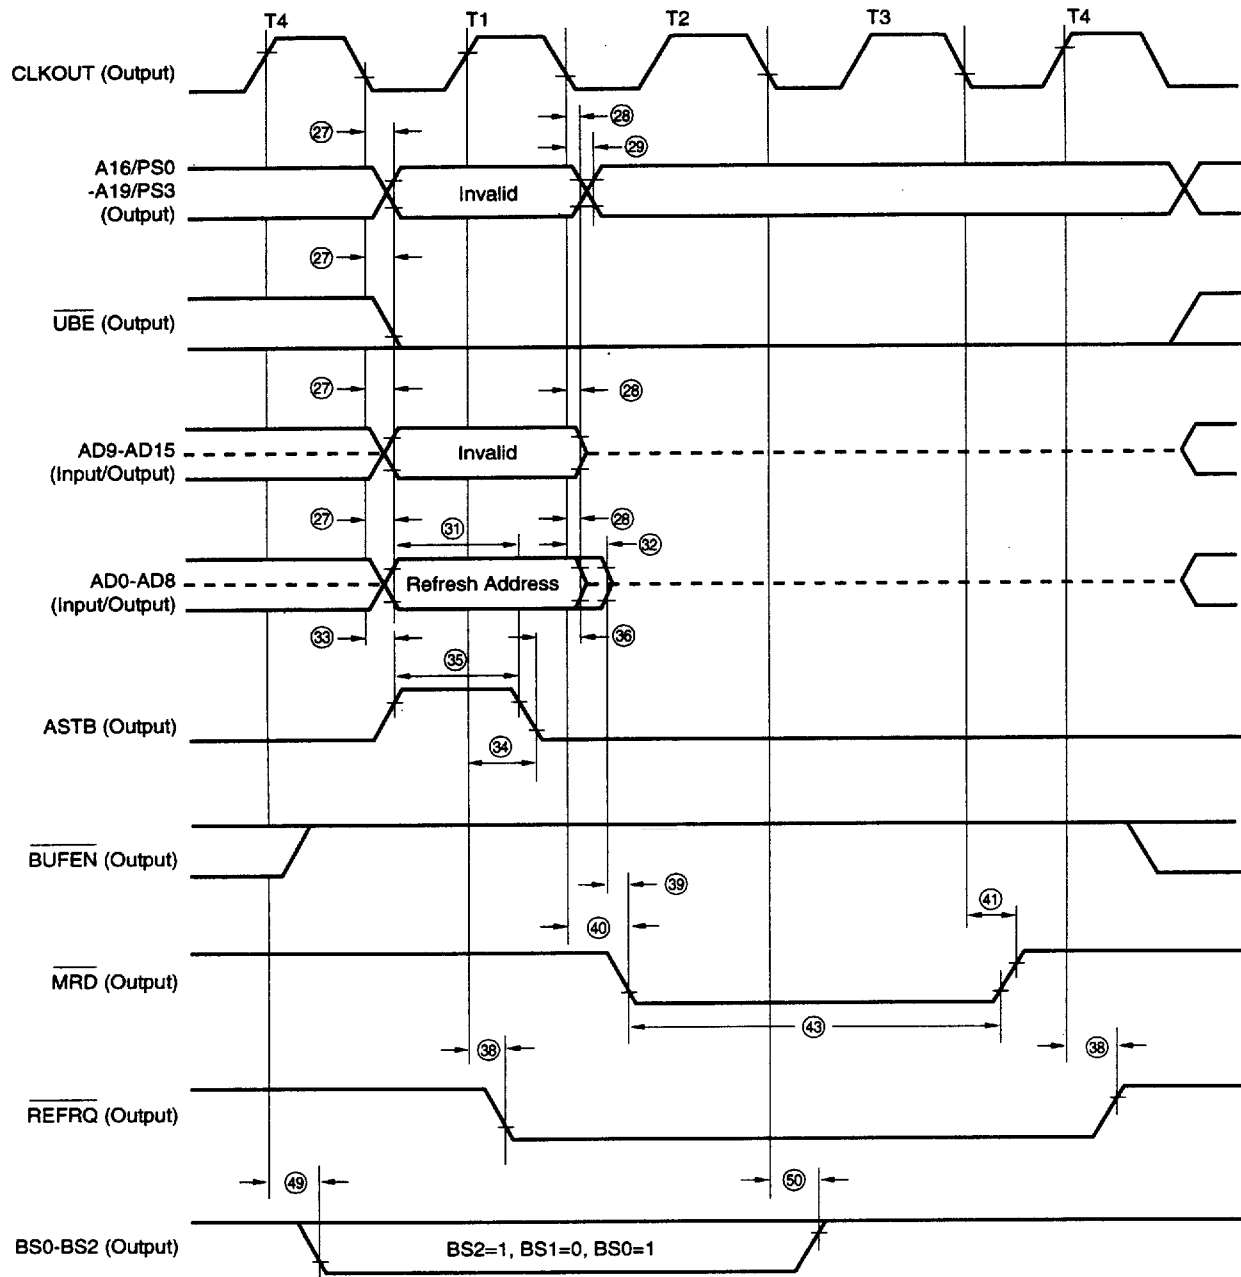 T4 T1 T2 T3 T4
CLKOUT (Output)
28
27 29
A16/PS0
-A19/PS3
(Output)
Invalid
27
UBE (Output)
27 28
AD9-AD15
(Input/Output)
Invalid
27 31 28 32
AD0-AD8
(Input/Output)
Refresh Address
33 36
35
ASTB (Output)
34
BUFEN (Output)
39 41
40
MRD (Output)
43
38 38
REFRQ (Output)
49 50
BS0-BS2 (Output)
BS2=1, BS1=0, BS0=1